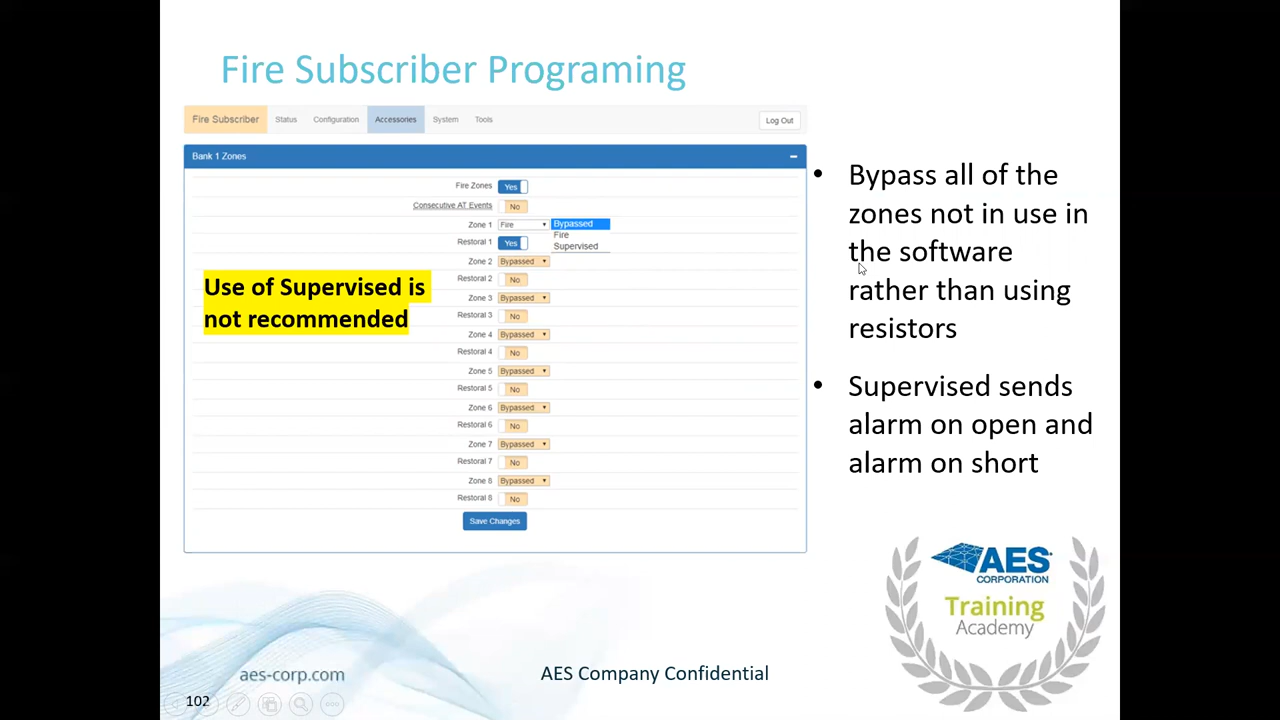 Fire Subscriber Programing
Fire Subscriber Status Configuration Accessories System Tools Log Out
Bank 1 Zones
Fire Zones Yes
Consecutive AT Events No
Zone 1 Fire Bypassed
Fire
Supervised
Restoral 1 Yes
Zone 2 Bypassed
Restoral 2 No
Zone 3 Bypassed
Restoral 3 No
Zone 4 Bypassed
Restoral 4 No
Zone 5 Bypassed
Restoral 5 No
Zone 6 Bypassed
Restoral 6 No
Zone 7 Bypassed
Restoral 7 No
Zone 8 Bypassed
Restoral 8 No
Save Changes
Use of Supervised is
not recommended
• Bypass all of the
zones not in use in
the software
rather than using
resistors
• Supervised sends
alarm on open and
alarm on short
AES
CORPORATION
Training
Academy
aes-corp.com
AES Company Confidential
102